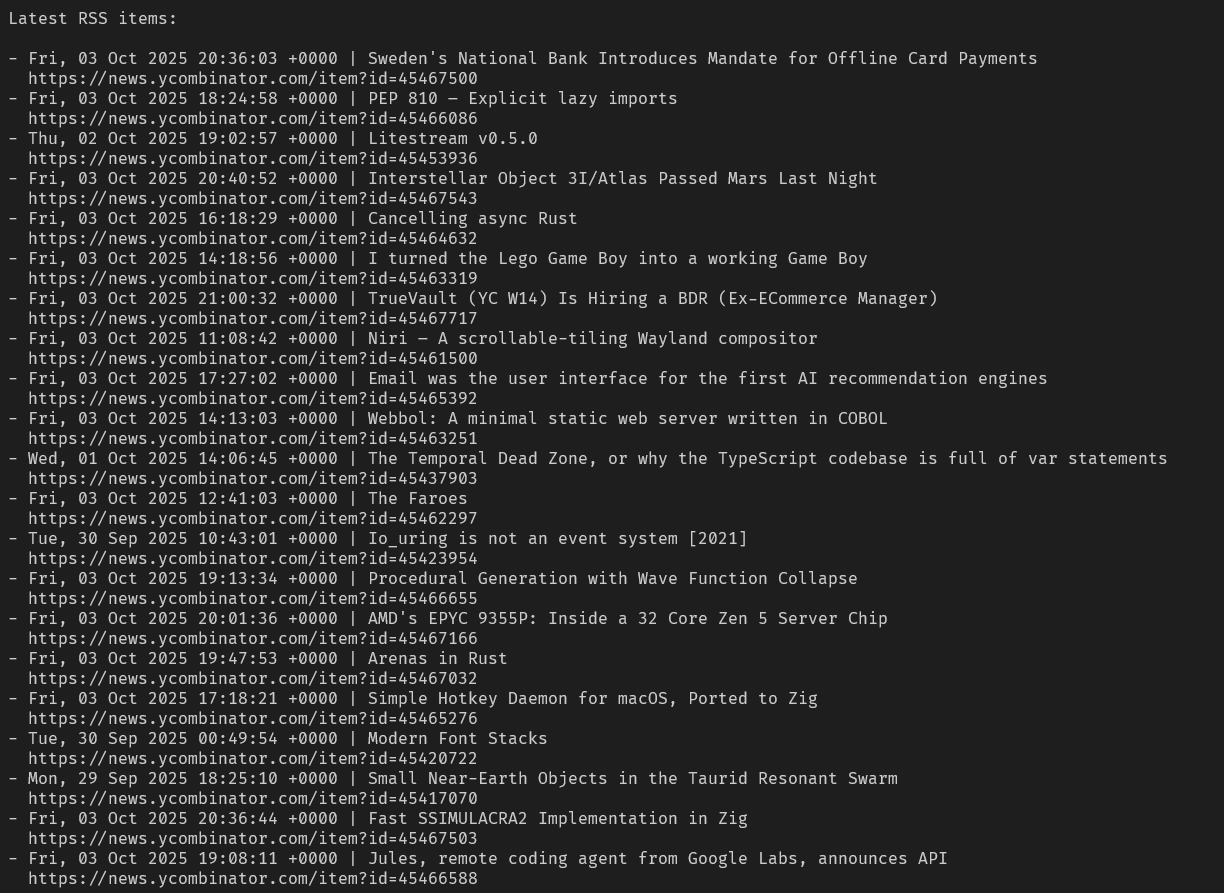 Latest RSS items:
- Fri, 03 Oct 2025 20:36:03 +0000 | Sweden's National Bank Introduces Mandate for Offline Card Payments
https://news.ycombinator.com/item?id=45467500
- Fri, 03 Oct 2025 18:24:58 +0000 | PEP 810 – Explicit lazy imports
https://news.ycombinator.com/item?id=45466086
- Thu, 02 Oct 2025 19:02:57 +0000 | Litestream v0.5.0
https://news.ycombinator.com/item?id=45453936
- Fri, 03 Oct 2025 20:40:52 +0000 | Interstellar Object 3I/Atlas Passed Mars Last Night
https://news.ycombinator.com/item?id=45467543
- Fri, 03 Oct 2025 16:18:29 +0000 | Cancelling async Rust
https://news.ycombinator.com/item?id=45464632
- Fri, 03 Oct 2025 14:18:56 +0000 | I turned the Lego Game Boy into a working Game Boy
https://news.ycombinator.com/item?id=45463319
- Fri, 03 Oct 2025 21:00:32 +0000 | TrueVault (YC W14) Is Hiring a BDR (Ex-ECommerce Manager)
https://news.ycombinator.com/item?id=45467717
- Fri, 03 Oct 2025 11:08:42 +0000 | Niri – A scrollable-tiling Wayland compositor
https://news.ycombinator.com/item?id=45461500
- Fri, 03 Oct 2025 17:27:02 +0000 | Email was the user interface for the first AI recommendation engines
https://news.ycombinator.com/item?id=45465392
- Fri, 03 Oct 2025 14:13:03 +0000 | Webbol: A minimal static web server written in COBOL
https://news.ycombinator.com/item?id=45463251
- Wed, 01 Oct 2025 14:06:45 +0000 | The Temporal Dead Zone, or why the TypeScript codebase is full of var statements
https://news.ycombinator.com/item?id=45437903
- Fri, 03 Oct 2025 12:41:03 +0000 | The Faroes
https://news.ycombinator.com/item?id=45462297
- Tue, 30 Sep 2025 10:43:01 +0000 | Io_uring is not an event system [2021]
https://news.ycombinator.com/item?id=45423954
- Fri, 03 Oct 2025 19:13:34 +0000 | Procedural Generation with Wave Function Collapse
https://news.ycombinator.com/item?id=45466655
- Fri, 03 Oct 2025 20:01:36 +0000 | AMD's EPYC 9355P: Inside a 32 Core Zen 5 Server Chip
https://news.ycombinator.com/item?id=45467166
- Fri, 03 Oct 2025 19:47:53 +0000 | Arenas in Rust
https://news.ycombinator.com/item?id=45467032
- Fri, 03 Oct 2025 17:18:21 +0000 | Simple Hotkey Daemon for macOS, Ported to Zig
https://news.ycombinator.com/item?id=45465276
- Tue, 30 Sep 2025 00:49:54 +0000 | Modern Font Stacks
https://news.ycombinator.com/item?id=45420722
- Mon, 29 Sep 2025 18:25:10 +0000 | Small Near-Earth Objects in the Taurid Resonant Swarm
https://news.ycombinator.com/item?id=45417070
- Fri, 03 Oct 2025 20:36:44 +0000 | Fast SSIMULACRA2 Implementation in Zig
https://news.ycombinator.com/item?id=45467503
- Fri, 03 Oct 2025 19:08:11 +0000 | Jules, remote coding agent from Google Labs, announces API
https://news.ycombinator.com/item?id=45466588